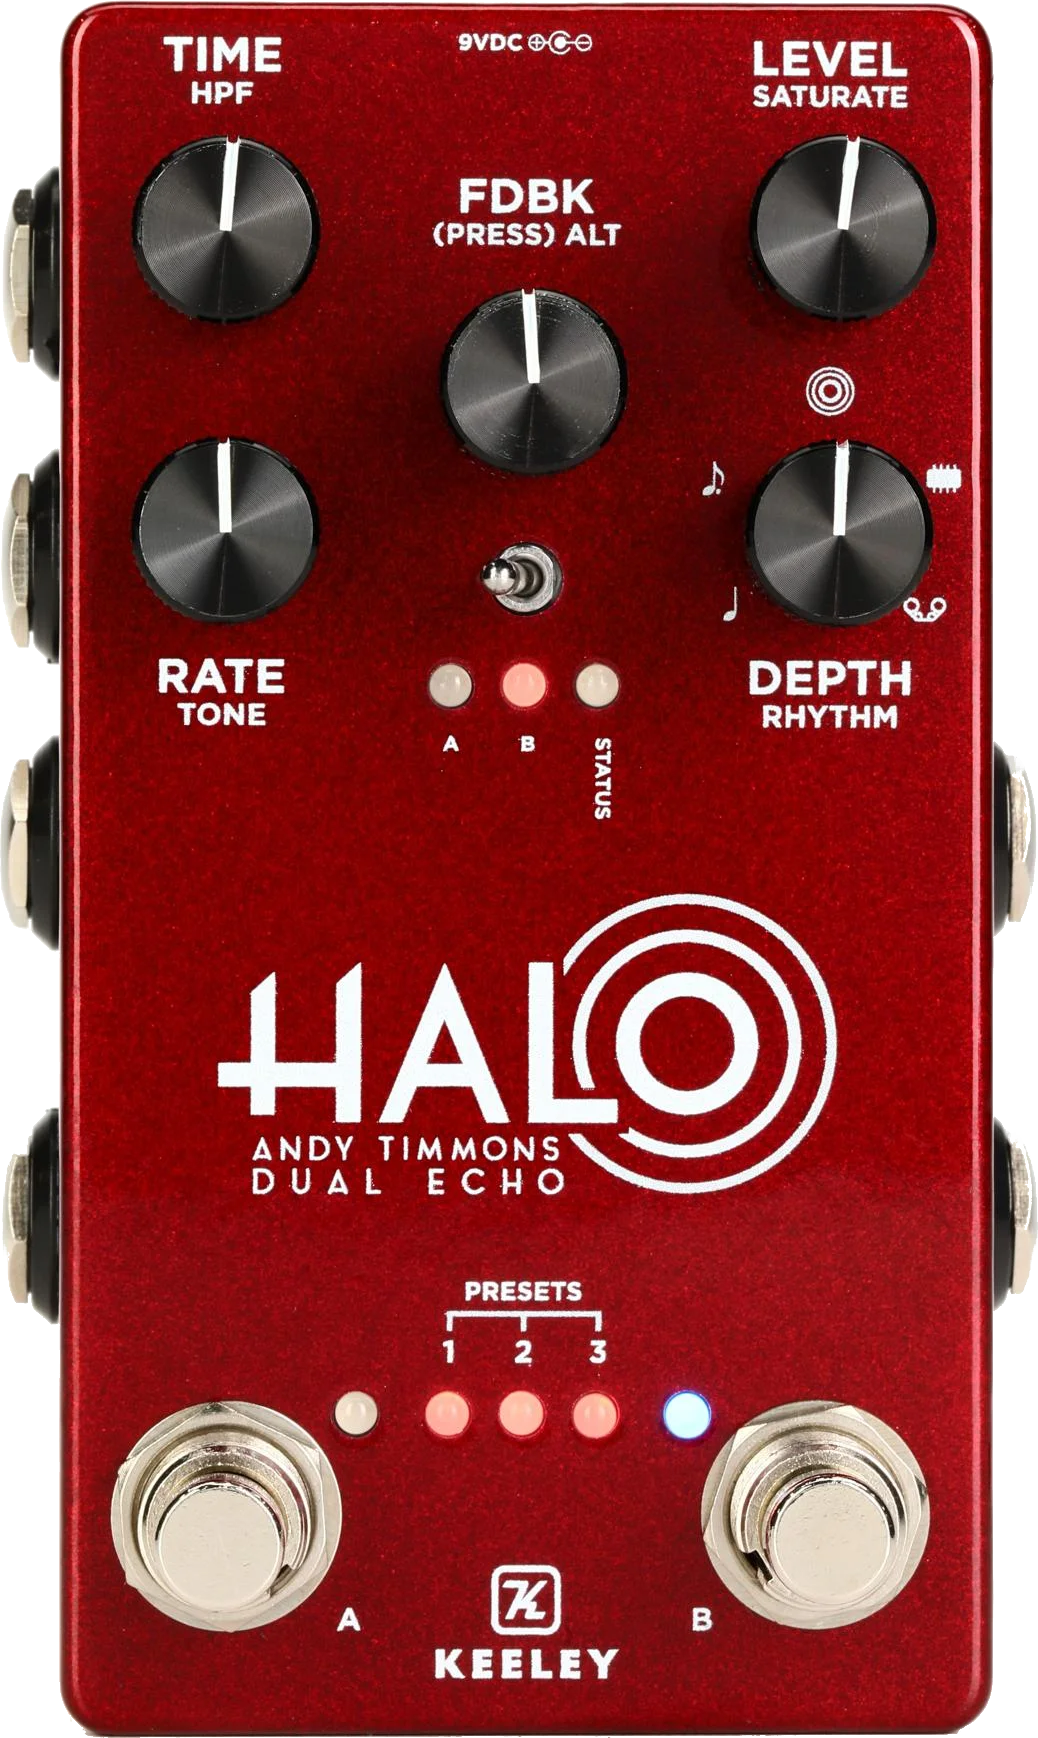 9VDC
TIME
HPF
LEVEL
SATURATE
FDBK
(PRESS) ALT
RATE
TONE
DEPTH
RHYTHM
A
B
STATUS
HALO
ANDY TIMMONS
DUAL ECHO
PRESETS
1 2 3
A
B
KEELEY